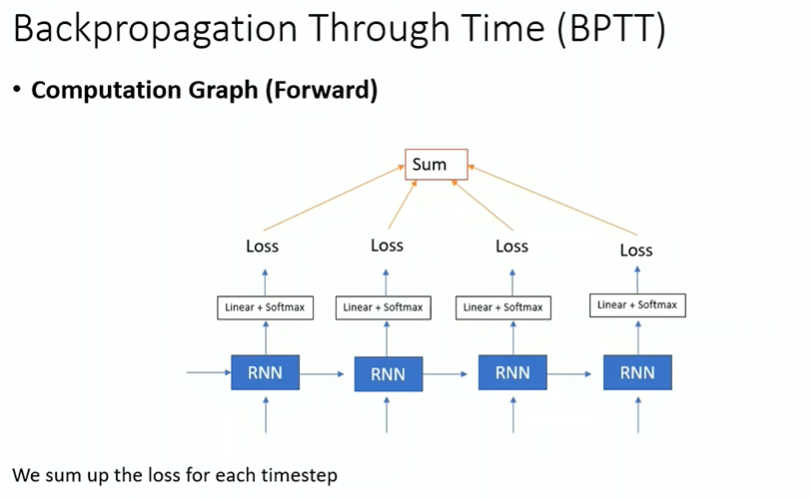 Backpropagation Through Time (BPTT)
• Computation Graph (Forward)
Sum
Loss Loss Loss Loss
Linear + Softmax Linear + Softmax Linear + Softmax Linear + Softmax
RNN RNN RNN RNN
We sum up the loss for each timestep